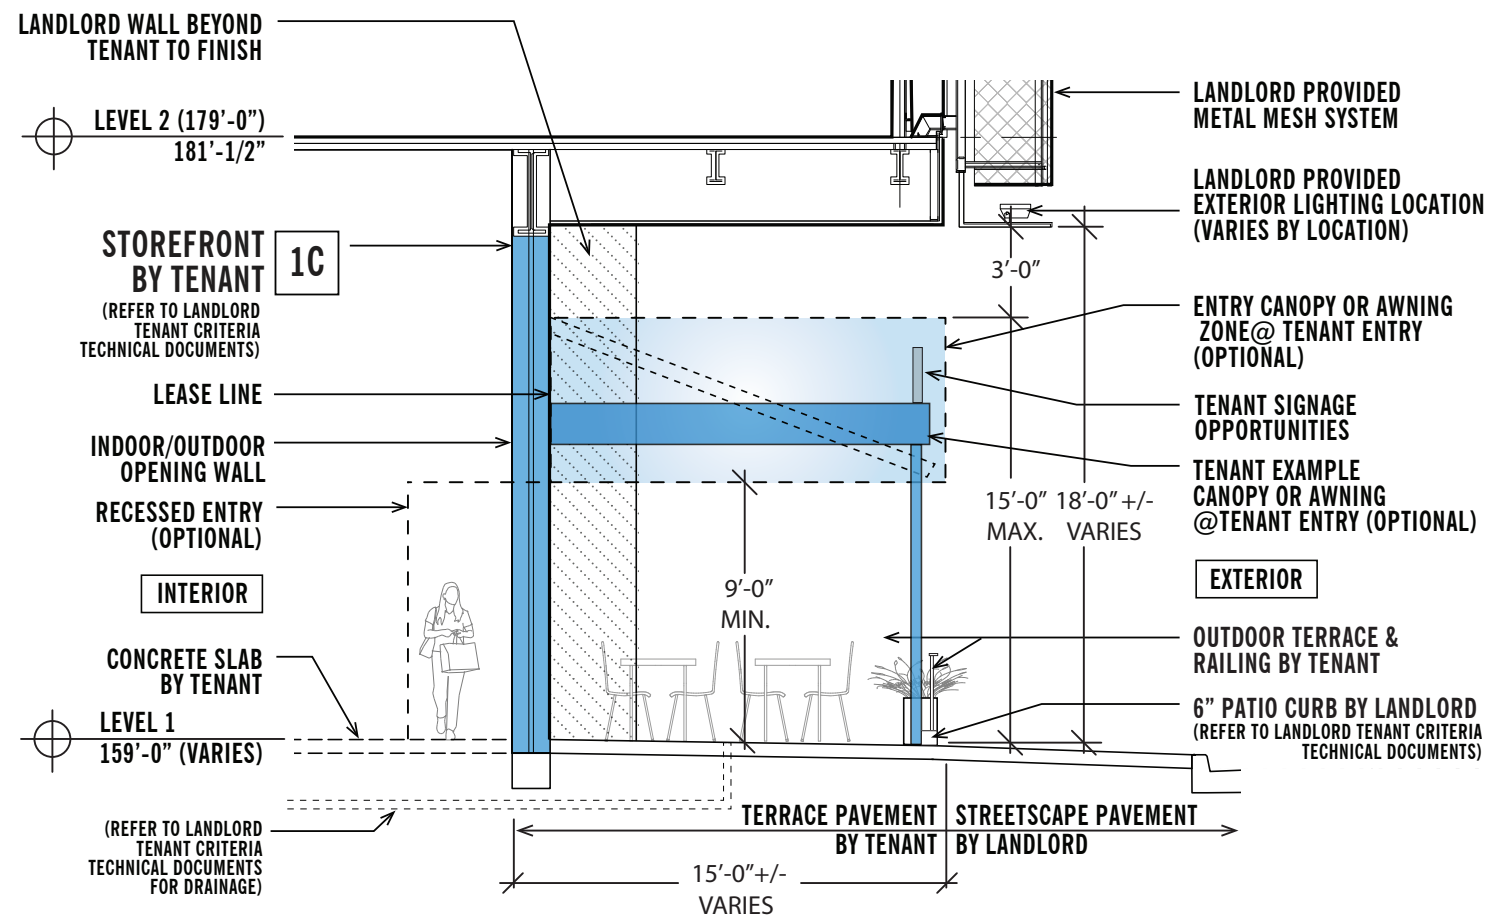 LANDLORD WALL BEYOND
TENANT TO FINISH
LEVEL 2 (179'-0")
181'-1/2"
STOREFRONT
BY TENANT
1C
(REFER TO LANDLORD
TENANT CRITERIA
TECHNICAL DOCUMENTS)
LEASE LINE
INDOOR/OUTDOOR
OPENING WALL
RECESSED ENTRY
(OPTIONAL)
INTERIOR
CONCRETE SLAB
BY TENANT
LEVEL 1
159'-0" (VARIES)
(REFER TO LANDLORD
TENANT CRITERIA
TECHNICAL DOCUMENTS
FOR DRAINAGE)
3'-0"
15'-0"
MAX.
18'-0"+/-
VARIES
9'-0"
MIN.
TERRACE PAVEMENT
BY TENANT
STREETSCAPE PAVEMENT
BY LANDLORD
15'-0"+/-
VARIES
LANDLORD PROVIDED
METAL MESH SYSTEM
LANDLORD PROVIDED
EXTERIOR LIGHTING LOCATION
(VARIES BY LOCATION)
ENTRY CANOPY OR AWNING
ZONE@ TENANT ENTRY
(OPTIONAL)
TENANT SIGNAGE
OPPORTUNITIES
TENANT EXAMPLE
CANOPY OR AWNING
@TENANT ENTRY (OPTIONAL)
EXTERIOR
OUTDOOR TERRACE &
RAILING BY TENANT
6" PATIO CURB BY LANDLORD
(REFER TO LANDLORD TENANT CRITERIA
TECHNICAL DOCUMENTS)